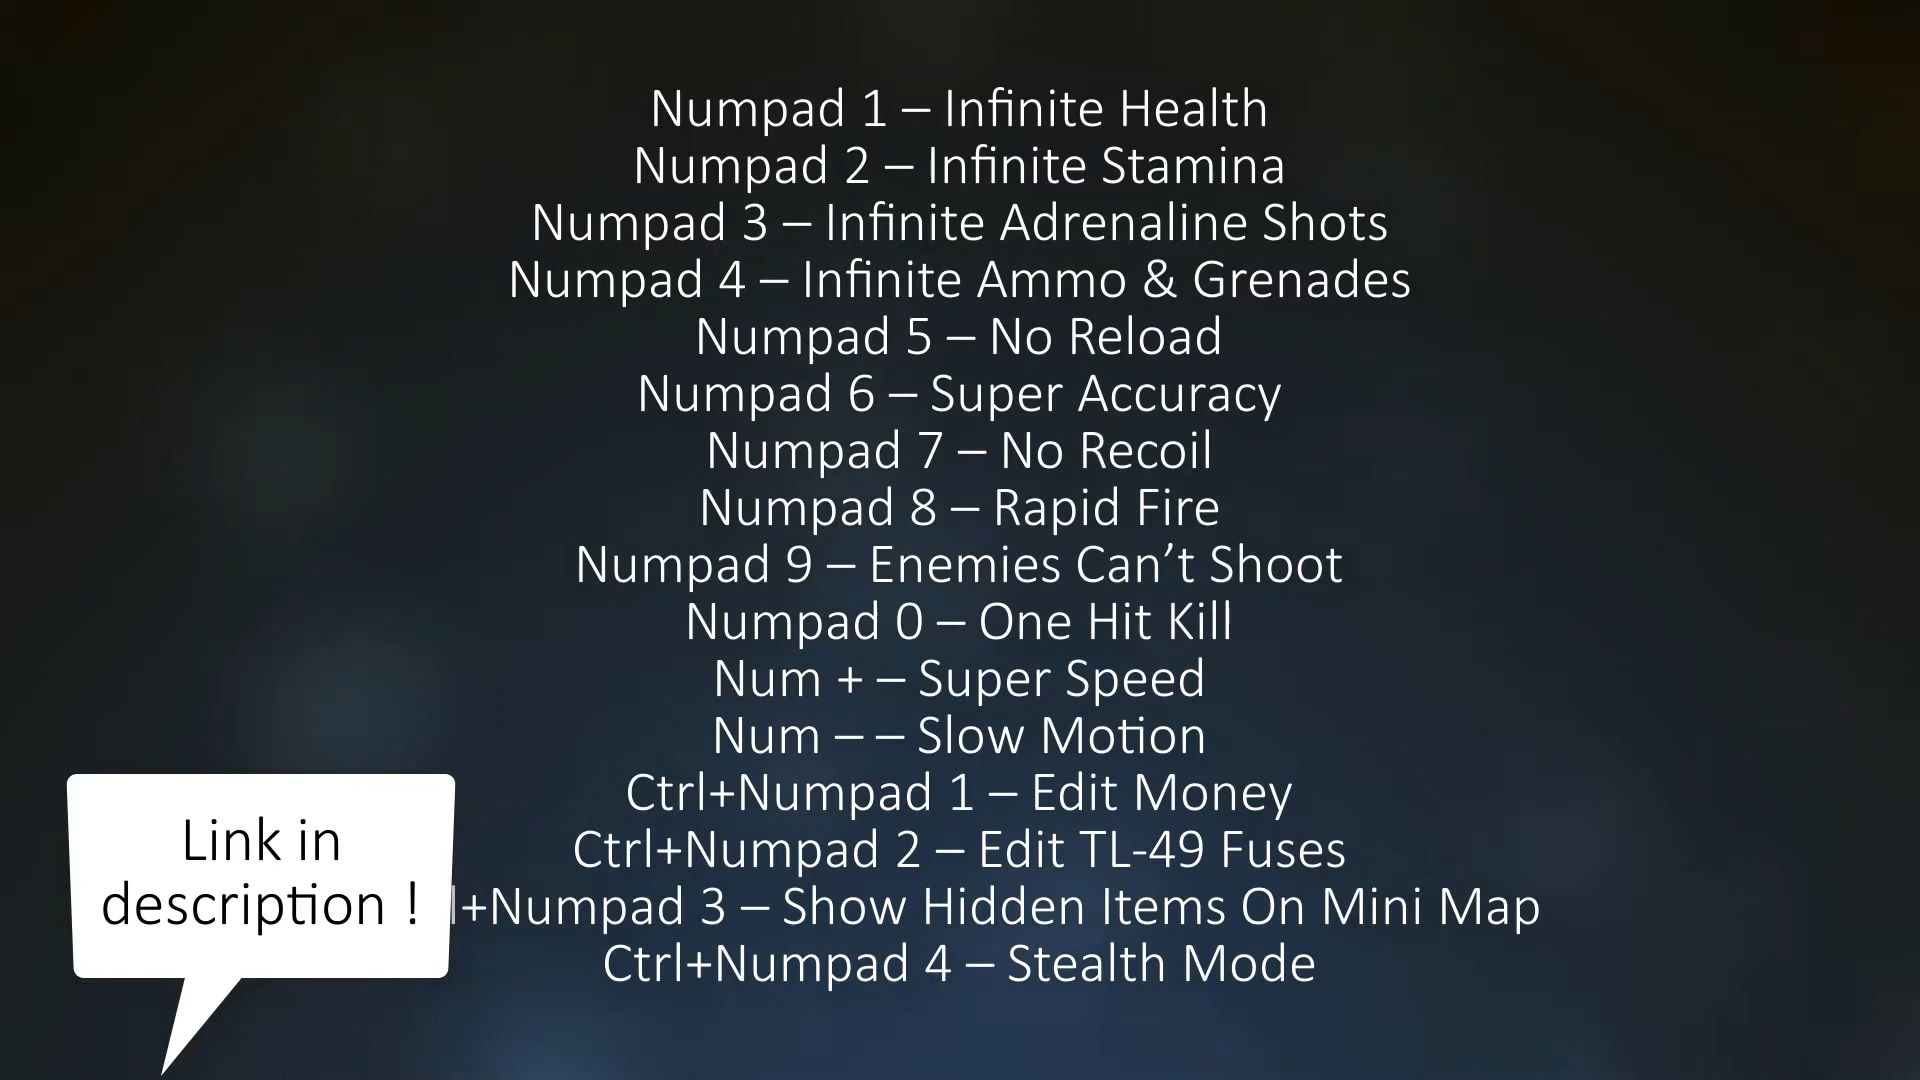 Numpad 1 – Infinite Health
Numpad 2 – Infinite Stamina
Numpad 3 – Infinite Adrenaline Shots
Numpad 4 – Infinite Ammo & Grenades
Numpad 5 – No Reload
Numpad 6 – Super Accuracy
Numpad 7 – No Recoil
Numpad 8 – Rapid Fire
Numpad 9 – Enemies Can’t Shoot
Numpad 0 – One Hit Kill
Num + – Super Speed
Num – – Slow Motion
Ctrl+Numpad 1 – Edit Money
Ctrl+Numpad 2 – Edit TL-49 Fuses
l+Numpad 3 – Show Hidden Items On Mini Map
Ctrl+Numpad 4 – Stealth Mode
Link in
description !